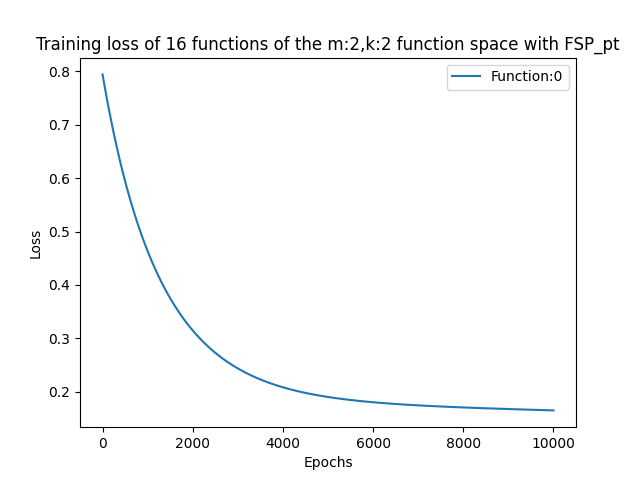 Training loss of 16 functions of the m:2,k:2 function space with FSP_pt
Function:0
Loss
0.8
0.7
0.6
0.5
0.4
0.3
0.2
0 2000 4000 6000 8000 10000
Epochs